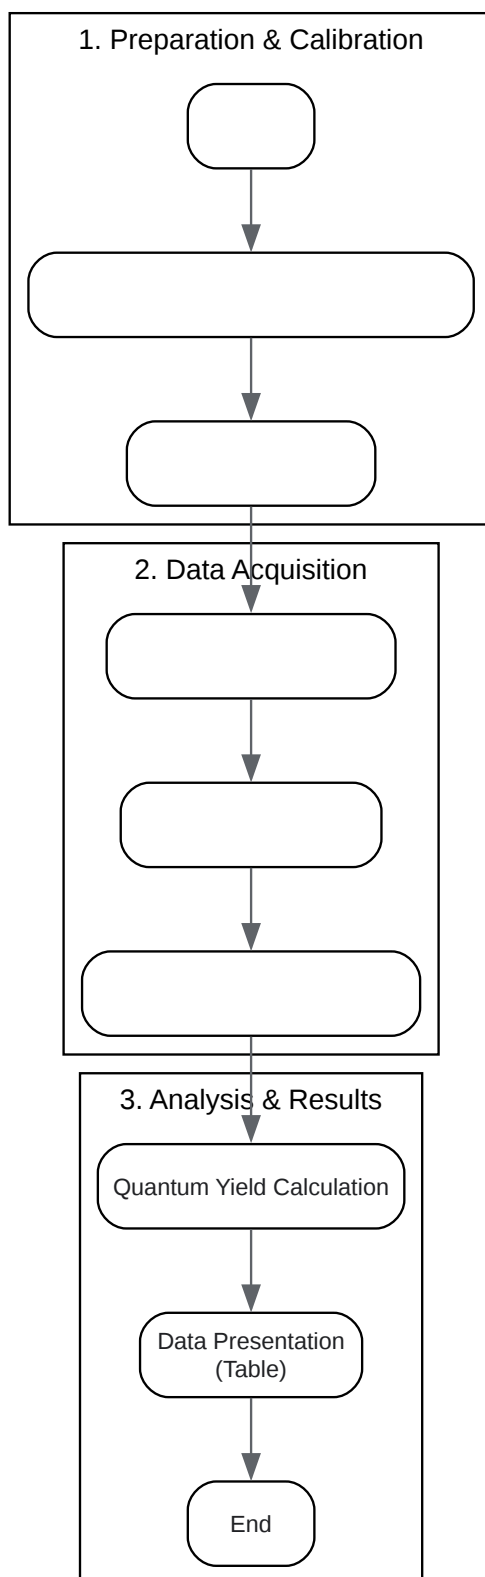 1. Preparation & Calibration
2. Data Acquisition
3. Analysis & Results
Quantum Yield Calculation
Data Presentation
(Table)
End